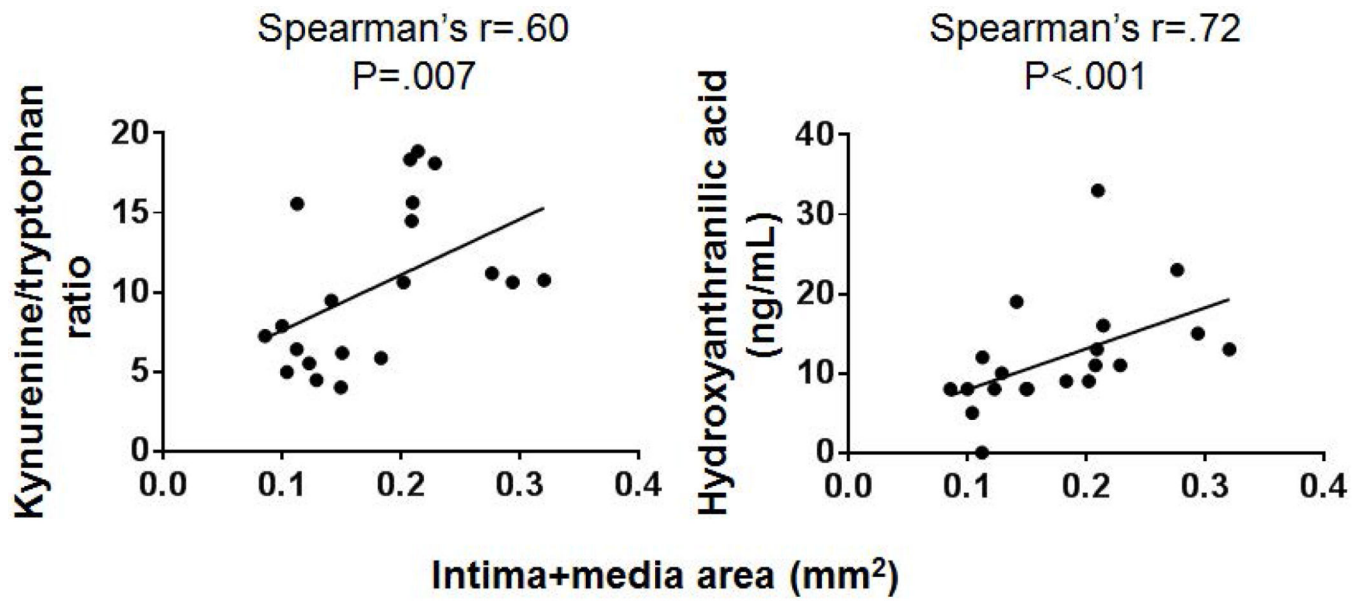 Spearman's r=.60
P=.007
Kynurenine/tryptophan
ratio
20
15
10
5
0
0.0 0.1 0.2 0.3 0.4
Spearman's r=.72
P<.001
Hydroxyanthranilic acid
(ng/mL)
40
30
20
10
0
0.0 0.1 0.2 0.3 0.4
Intima+media area (mm²)